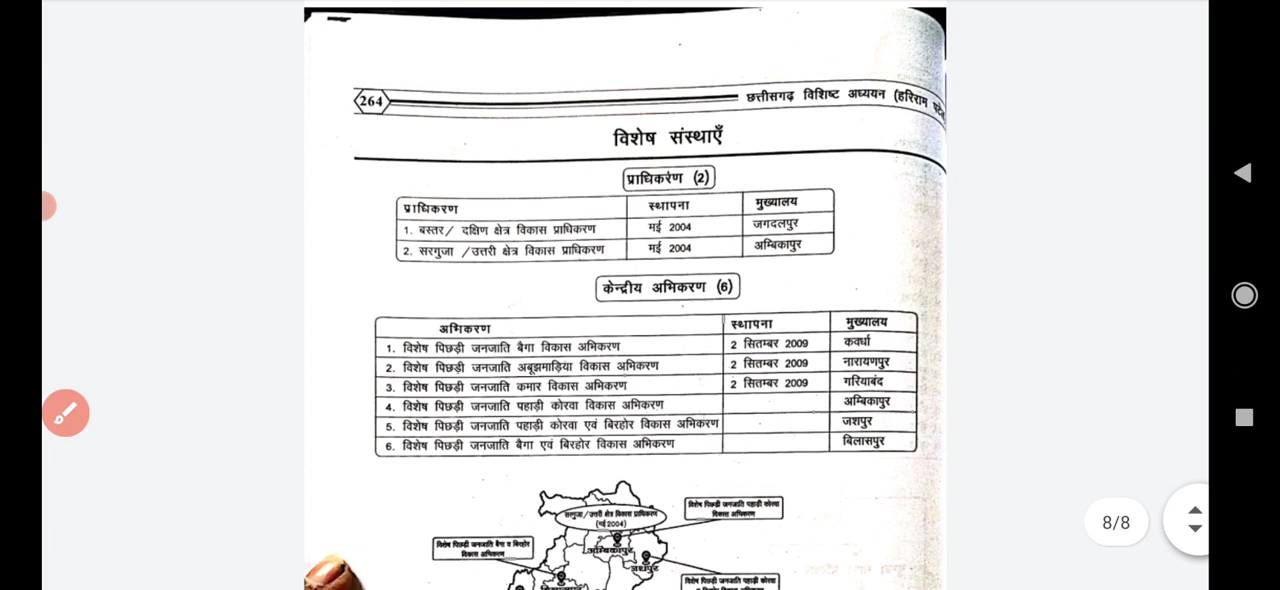 264
छत्तीसगढ़ विशिष्ट अध्ययन (हरिराम पटेल
विशेष संस्थाएँ
प्राधिकरण (2)
प्राधिकरण स्थापना मुख्यालय
1. बस्तर/ दक्षिण क्षेत्र विकास प्राधिकरण मई 2004 जगदलपुर
2. सरगुजा /उत्तरी क्षेत्र विकास प्राधिकरण मई 2004 अम्बिकापुर
केन्द्रीय अभिकरण (6)
अभिकरण स्थापना मुख्यालय
1. विशेष पिछड़ी जनजाति बैगा विकास अभिकरण 2 सितम्बर 2009 कवर्धा
2. विशेष पिछड़ी जनजाति अबूझमाड़िया विकास अभिकरण 2 सितम्बर 2009 नारायणपुर
3. विशेष पिछड़ी जनजाति कमार विकास अभिकरण 2 सितम्बर 2009 गरियाबंद
4. विशेष पिछड़ी जनजाति पहाड़ी कोरवा विकास अभिकरण अम्बिकापुर
5. विशेष पिछड़ी जनजाति पहाड़ी कोरवा एवं बिरहोर विकास अभिकरण जशपुर
6. विशेष पिछड़ी जनजाति बैगा एवं बिरहोर विकास अभिकरण बिलासपुर
सरगुजा/उत्तरी क्षेत्र विकास प्राधिकरण
(मई 2004)
विशेष पिछड़ी जनजाति पहाड़ी कोरवा
विकास अभिकरण
विशेष पिछड़ी जनजाति बैगा व बिरहोर
विकास अभिकरण
अम्बिकापुर
जशपुर
विशेष पिछड़ी जनजाति पहाड़ी कोरवा
8/8